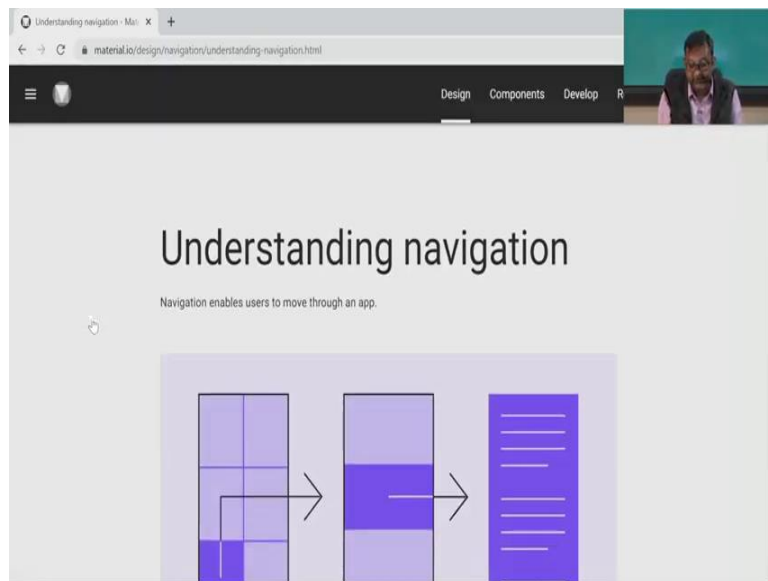 Understanding navigation - Mat
material.io/design/navigation/understanding-navigation.html
Design Components Develop R
Understanding navigation
Navigation enables users to move through an app.